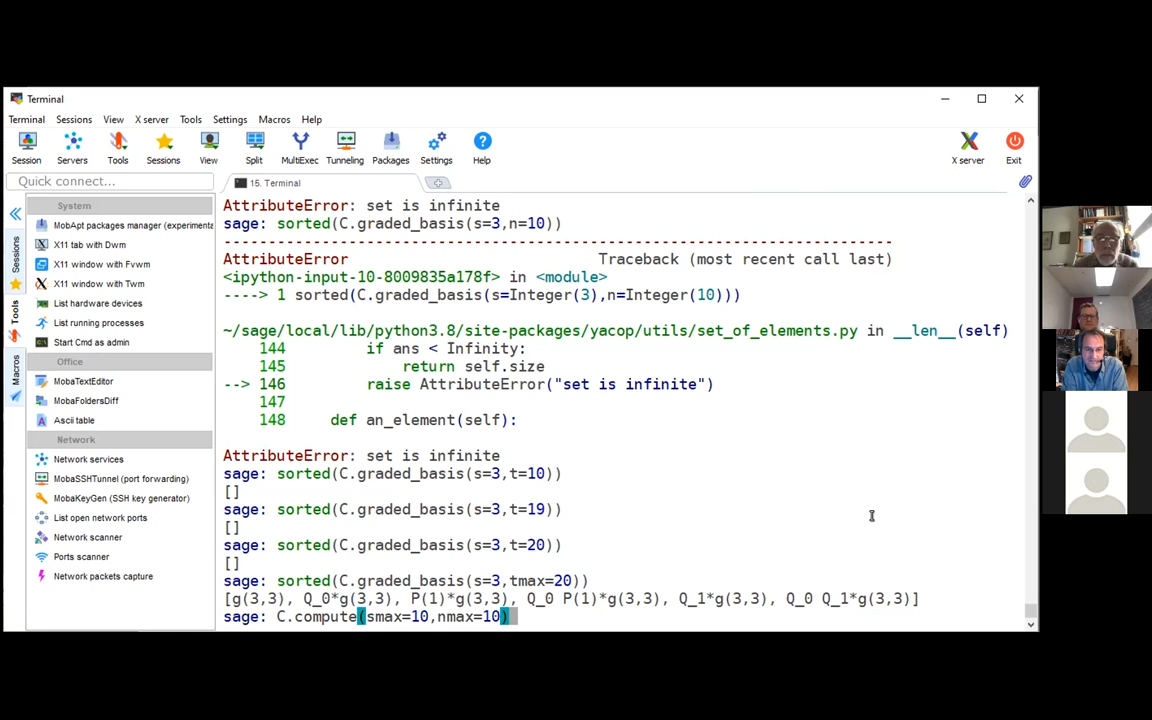 Terminal
Terminal Sessions View X server Tools Settings Macros Help
Session Servers Tools Sessions View Split MultiExec Tunneling Packages Settings Help X server Exit
Quick connect...
15. Terminal
Sessions
Tools
Macros
System
MobApt packages manager (experimenta
X11 tab with Dwm
X11 window with Fvwm
X11 window with Twm
List hardware devices
List running processes
Start Cmd as admin
Office
MobaTextEditor
MobaFoldersDiff
Ascii table
Network
Network services
MobaSSHTunnel (port forwarding)
MobaKeyGen (SSH key generator)
List open network ports
Network scanner
Ports scanner
Network packets capture
AttributeError: set is infinite
sage: sorted(C.graded_basis(s=3,n=10))
---------------------------------------------------------------------------
AttributeError Traceback (most recent call last)
<ipython-input-10-8009835a178f> in <module>
----> 1 sorted(C.graded_basis(s=Integer(3),n=Integer(10)))
~/sage/local/lib/python3.8/site-packages/yacop/utils/set_of_elements.py in __len__(self)
144 if ans < Infinity:
145 return self.size
--> 146 raise AttributeError("set is infinite")
147
148 def an_element(self):
AttributeError: set is infinite
sage: sorted(C.graded_basis(s=3,t=10))
[]
sage: sorted(C.graded_basis(s=3,t=19))
[]
sage: sorted(C.graded_basis(s=3,t=20))
[]
sage: sorted(C.graded_basis(s=3,tmax=20))
[g(3,3), Q_0*g(3,3), P(1)*g(3,3), Q_0 P(1)*g(3,3), Q_1*g(3,3), Q_0 Q_1*g(3,3)]
sage: C.compute(smax=10,nmax=10)